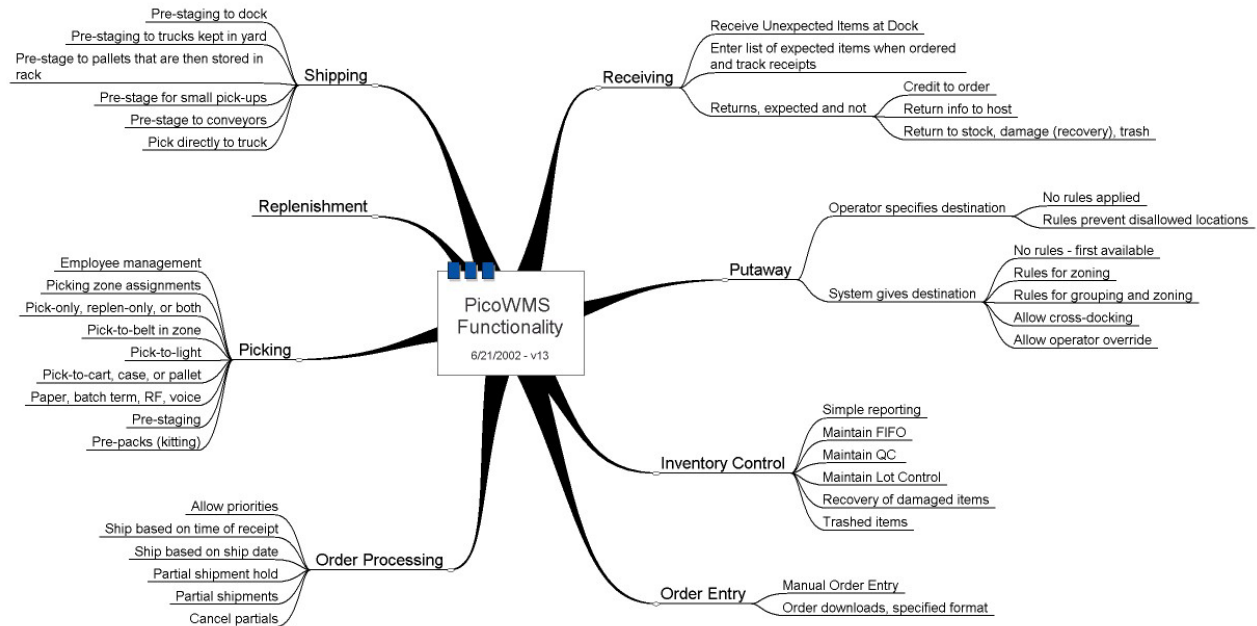 PicoWMS
Functionality
6/21/2002 - v13
Receiving
Receive Unexpected Items at Dock
Enter list of expected items when ordered
and track receipts
Returns, expected and not
Credit to order
Return info to host
Return to stock, damage (recovery), trash
Putaway
Operator specifies destination
No rules applied
Rules prevent disallowed locations
System gives destination
No rules - first available
Rules for zoning
Rules for grouping and zoning
Allow cross-docking
Allow operator override
Inventory Control
Simple reporting
Maintain FIFO
Maintain QC
Maintain Lot Control
Recovery of damaged items
Trashed items
Order Entry
Manual Order Entry
Order downloads, specified format
Order Processing
Allow priorities
Ship based on time of receipt
Ship based on ship date
Partial shipment hold
Partial shipments
Cancel partials
Picking
Employee management
Picking zone assignments
Pick-only, replen-only, or both
Pick-to-belt in zone
Pick-to-light
Pick-to-cart, case, or pallet
Paper, batch term, RF, voice
Pre-staging
Pre-packs (kitting)
Replenishment
Shipping
Pre-staging to dock
Pre-staging to trucks kept in yard
Pre-stage to pallets that are then stored in
rack
Pre-stage for small pick-ups
Pre-stage to conveyors
Pick directly to truck